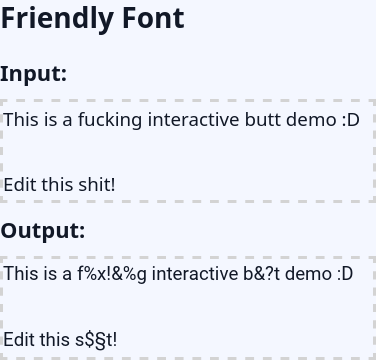 Friendly Font
Input:
This is a fucking interactive butt demo :D
Edit this shit!
Output:
This is a f%x!&%g interactive b&?t demo :D
Edit this s$§t!